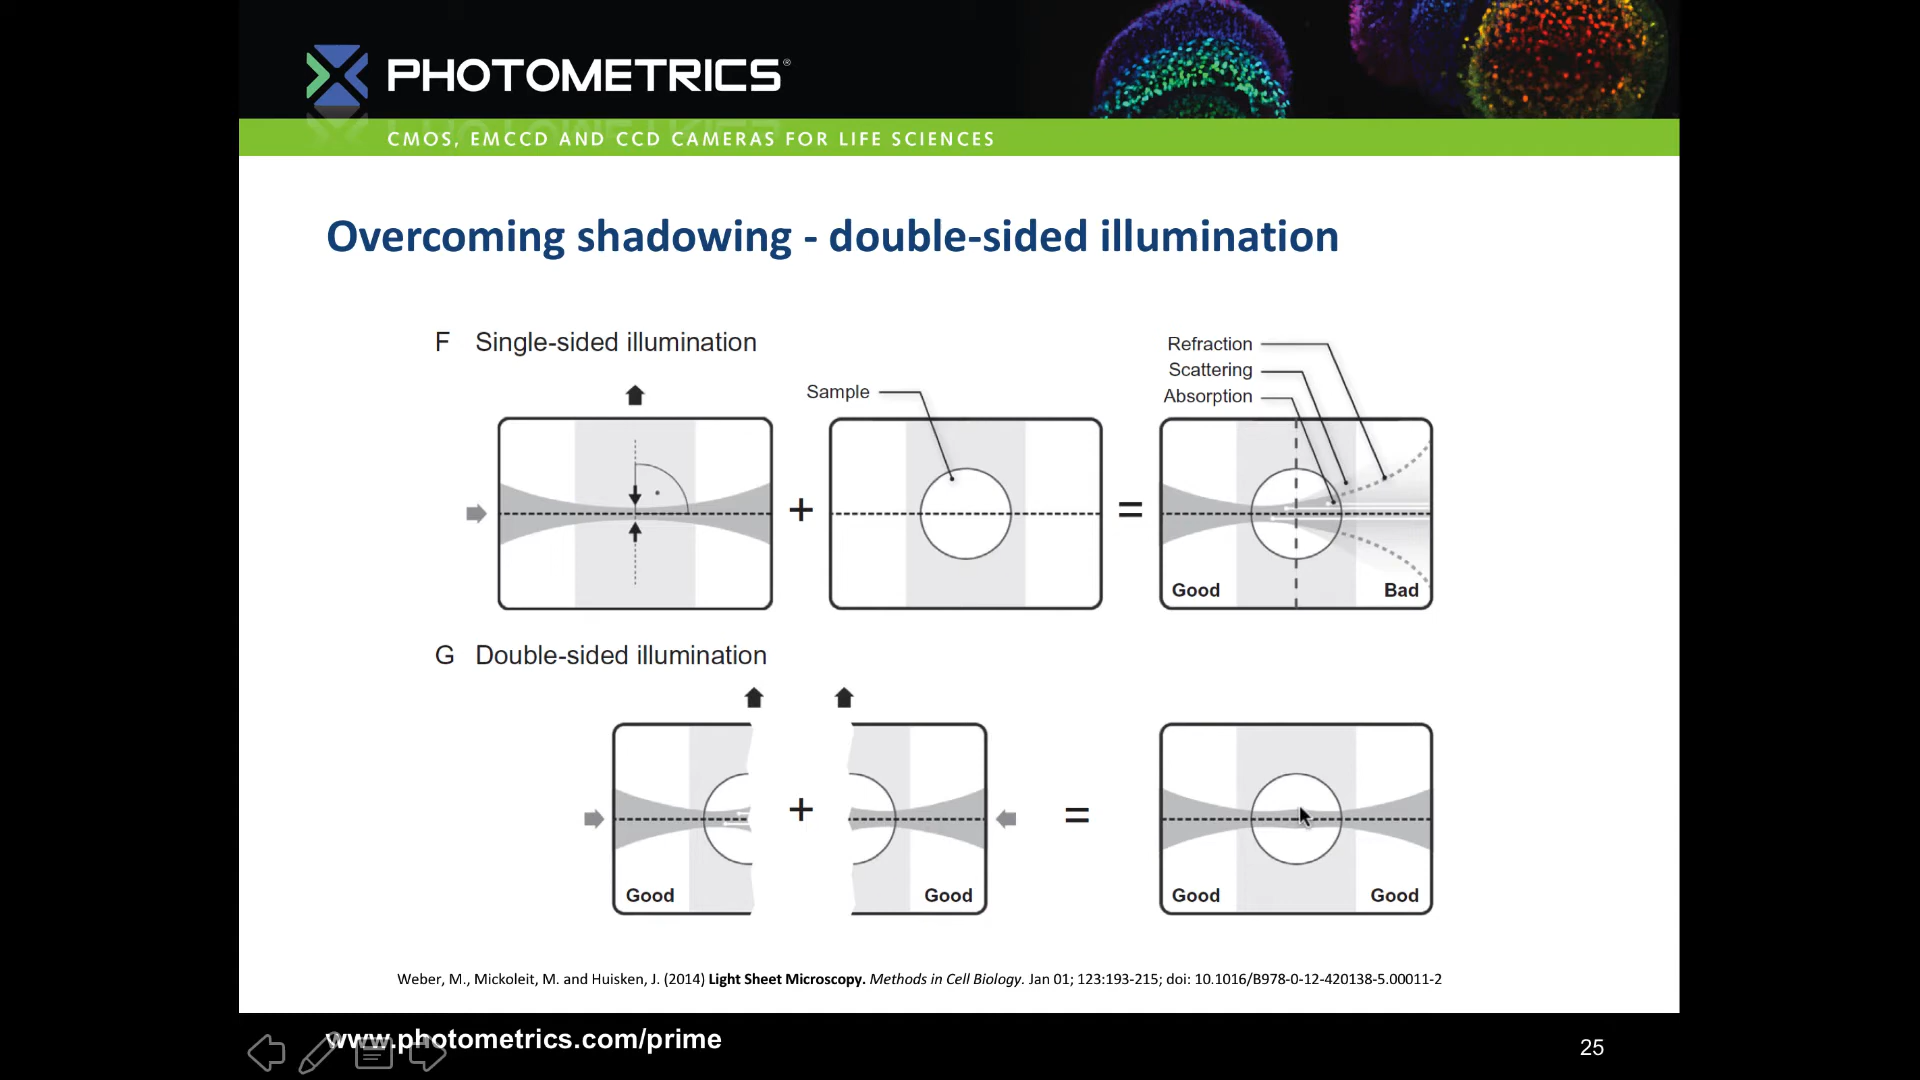 PHOTOMETRICS®
CMOS, EMCCD AND CCD CAMERAS FOR LIFE SCIENCES
Overcoming shadowing - double-sided illumination
F Single-sided illumination
Sample
Refraction
Scattering
Absorption
+
=
Good
Bad
G Double-sided illumination
+
=
Good
Good
Good
Good
Weber, M., Mickoleit, M. and Huisken, J. (2014) Light Sheet Microscopy. Methods in Cell Biology. Jan 01; 123:193-215; doi: 10.1016/B978-0-12-420138-5.00011-2
www.photometrics.com/prime
25